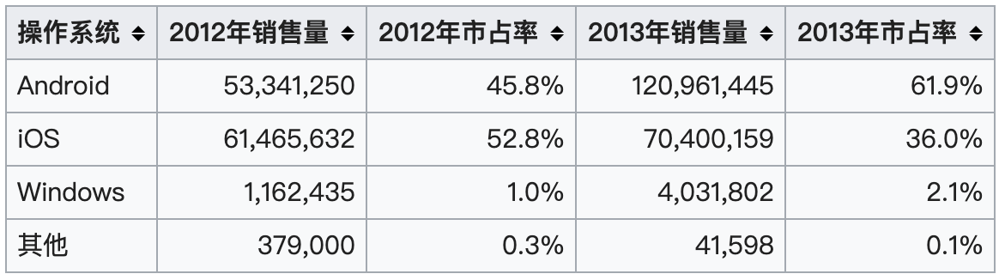 操作系统 2012年销售量 2012年市占率 2013年销售量 2013年市占率
Android 53,341,250 45.8% 120,961,445 61.9%
iOS 61,465,632 52.8% 70,400,159 36.0%
Windows 1,162,435 1.0% 4,031,802 2.1%
其他 379,000 0.3% 41,598 0.1%